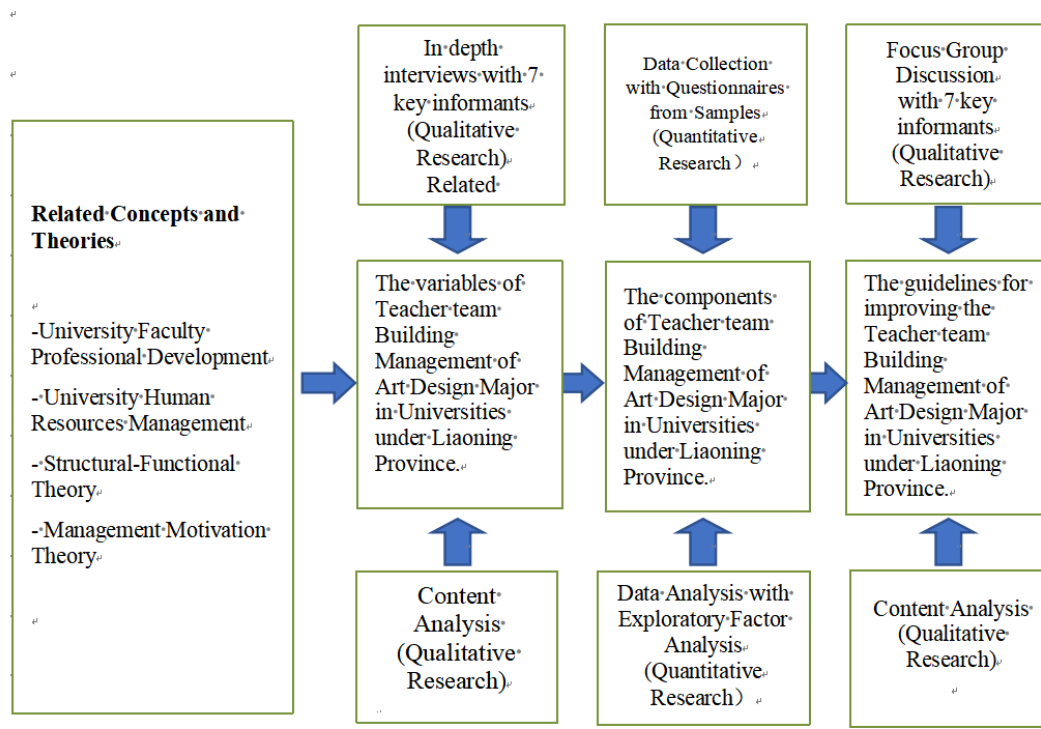 Related Concepts and
Theories
-University Faculty
Professional Development
- University Human
Resources Management
- Structural-Functional
Theory
- Management Motivation
Theory
In depth
interviews with 7
key informants
(Qualitative
Research)
Related
The variables of
Teacher team
Building
Management of
Art Design Major
in Universities
under Liaoning
Province.
Content
Analysis
(Qualitative
Research)
Data Collection
with Questionnaires
from Samples
(Quantitative
Research）
The components
of Teacher team
Building
Management of
Art Design Major
in Universities
under Liaoning
Province.
Data Analysis with
Exploratory Factor
Analysis
(Quantitative
Research）
Focus Group
Discussion
with 7 key
informants
(Qualitative
Research)
The guidelines for
improving the
Teacher team
Building
Management of
Art Design Major
in Universities
under Liaoning
Province.
Content Analysis
(Qualitative
Research)